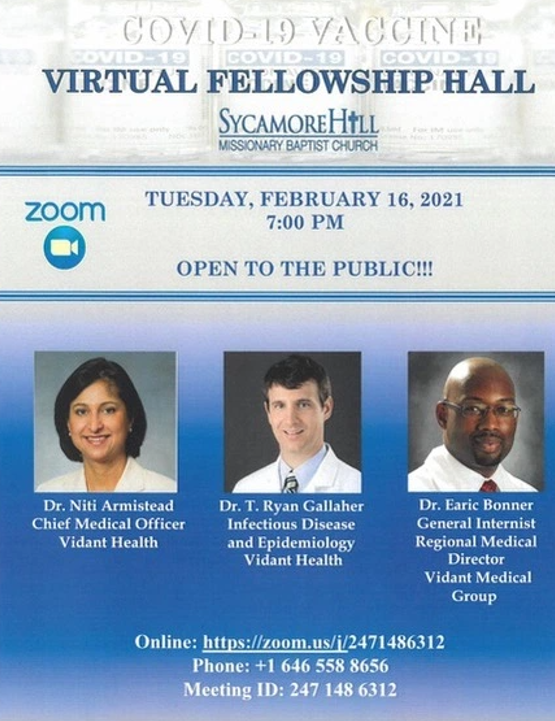 COVID-19 VACCINE
COVID-19 COVID-19
VIRTUAL FELLOWSHIP HALL
SYCAMORE HILL
MISSIONARY BAPTIST CHURCH
zoom
TUESDAY, FEBRUARY 16, 2021
7:00 PM
OPEN TO THE PUBLIC!!!
Dr. Niti Armistead
Chief Medical Officer
Vidant Health
Dr. T. Ryan Gallaher
Infectious Disease
and Epidemiology
Vidant Health
Dr. Earic Bonner
General Internist
Regional Medical
Director
Vidant Medical
Group
Online: https://zoom.us/j/2471486312
Phone: +1 646 558 8656
Meeting ID: 247 148 6312